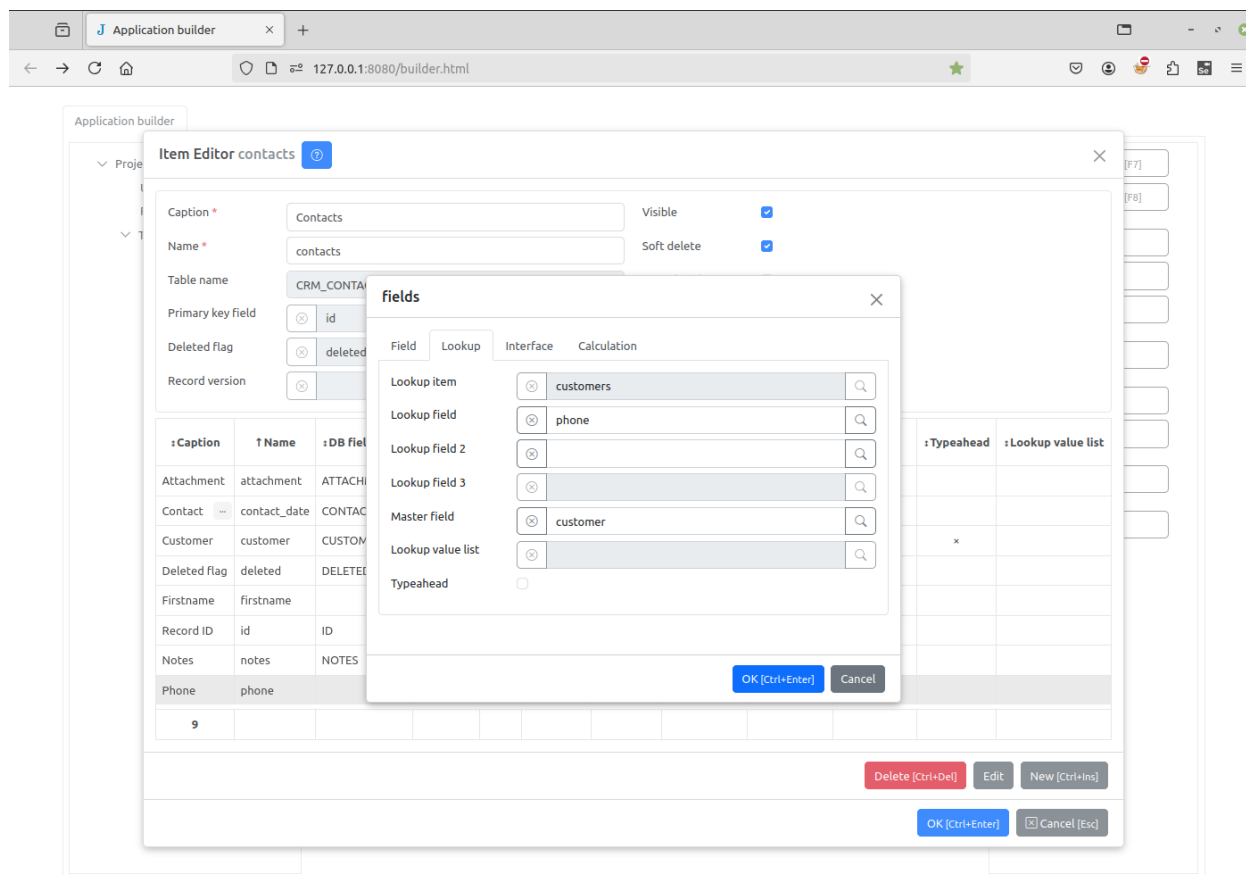 Application builder
127.0.0.1:8080/builder.html
Application builder
Item Editor contacts
[F7]
[F8]
Caption *
Contacts
Visible
Name *
contacts
Soft delete
Table name
Primary key field
id
Deleted flag
deleted
Record version
fields
Field Lookup Interface Calculation
Lookup item
customers
Lookup field
phone
Lookup field 2
Lookup field 3
Master field
customer
Lookup value list
Typeahead
OK [Ctrl+Enter] Cancel
Caption Name Typeahead Lookup value list
Attachment attachment
Contact ... contact_date
Customer customer ×
Deleted flag deleted
Firstname firstname
Record ID id ID
Notes notes NOTES
Phone phone
9
Delete [Ctrl+Del] Edit New [Ctrl+Ins]
OK [Ctrl+Enter] Cancel [Esc]